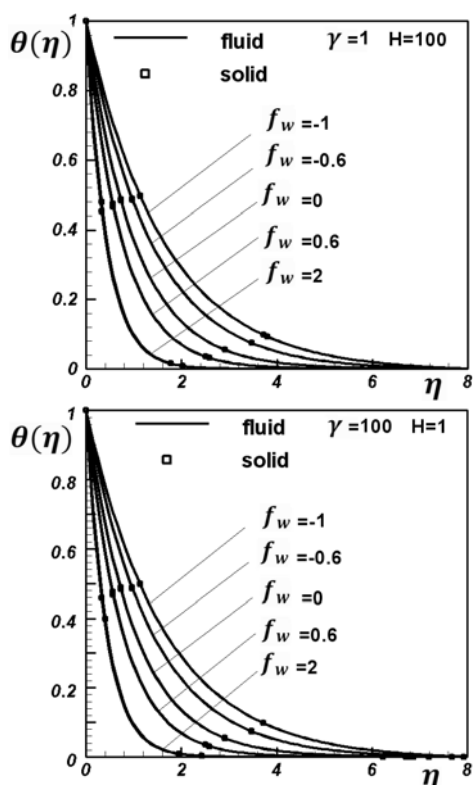 1
θ(η)
fluid γ=1 H=100
solid
0.8
f_w=-1
f_w=-0.6
0.6
f_w=0
0.4
f_w=0.6
f_w=2
0.2
0
0 2 4 6 8
η
1
θ(η)
fluid γ=100 H=1
solid
0.8
f_w=-1
0.6
f_w=-0.6
f_w=0
0.4
f_w=0.6
f_w=2
0.2
0
0 2 4 6 8
η